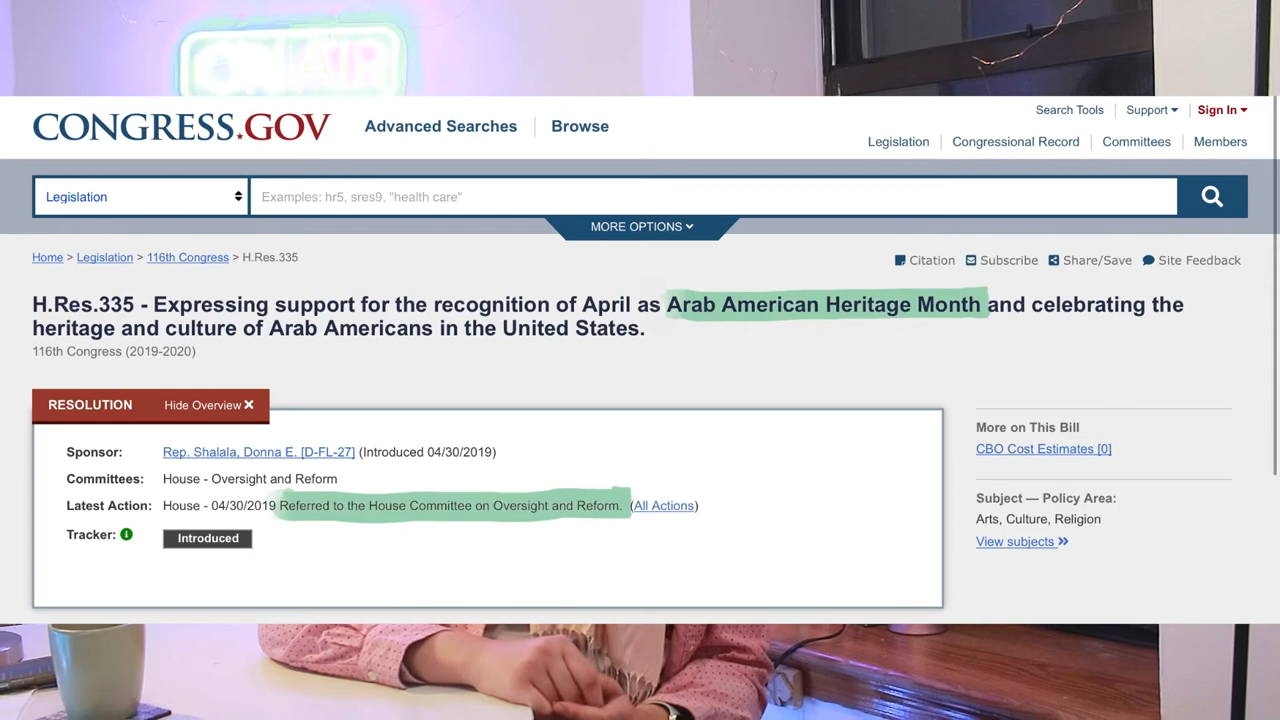 ON AIR
CONGRESS.GOV
Advanced Searches
Browse
Search Tools
Support
Sign In
Legislation
Congressional Record
Committees
Members
Legislation
Examples: hr5, sres9, "health care"
MORE OPTIONS
Home > Legislation > 116th Congress > H.Res.335
Citation
Subscribe
Share/Save
Site Feedback
H.Res.335 - Expressing support for the recognition of April as Arab American Heritage Month and celebrating the
heritage and culture of Arab Americans in the United States.
116th Congress (2019-2020)
RESOLUTION
Hide Overview
Sponsor: Rep. Shalala, Donna E. [D-FL-27] (Introduced 04/30/2019)
Committees: House - Oversight and Reform
Latest Action: House - 04/30/2019 Referred to the House Committee on Oversight and Reform. (All Actions)
Tracker:
Introduced
More on This Bill
CBO Cost Estimates [0]
Subject — Policy Area:
Arts, Culture, Religion
View subjects